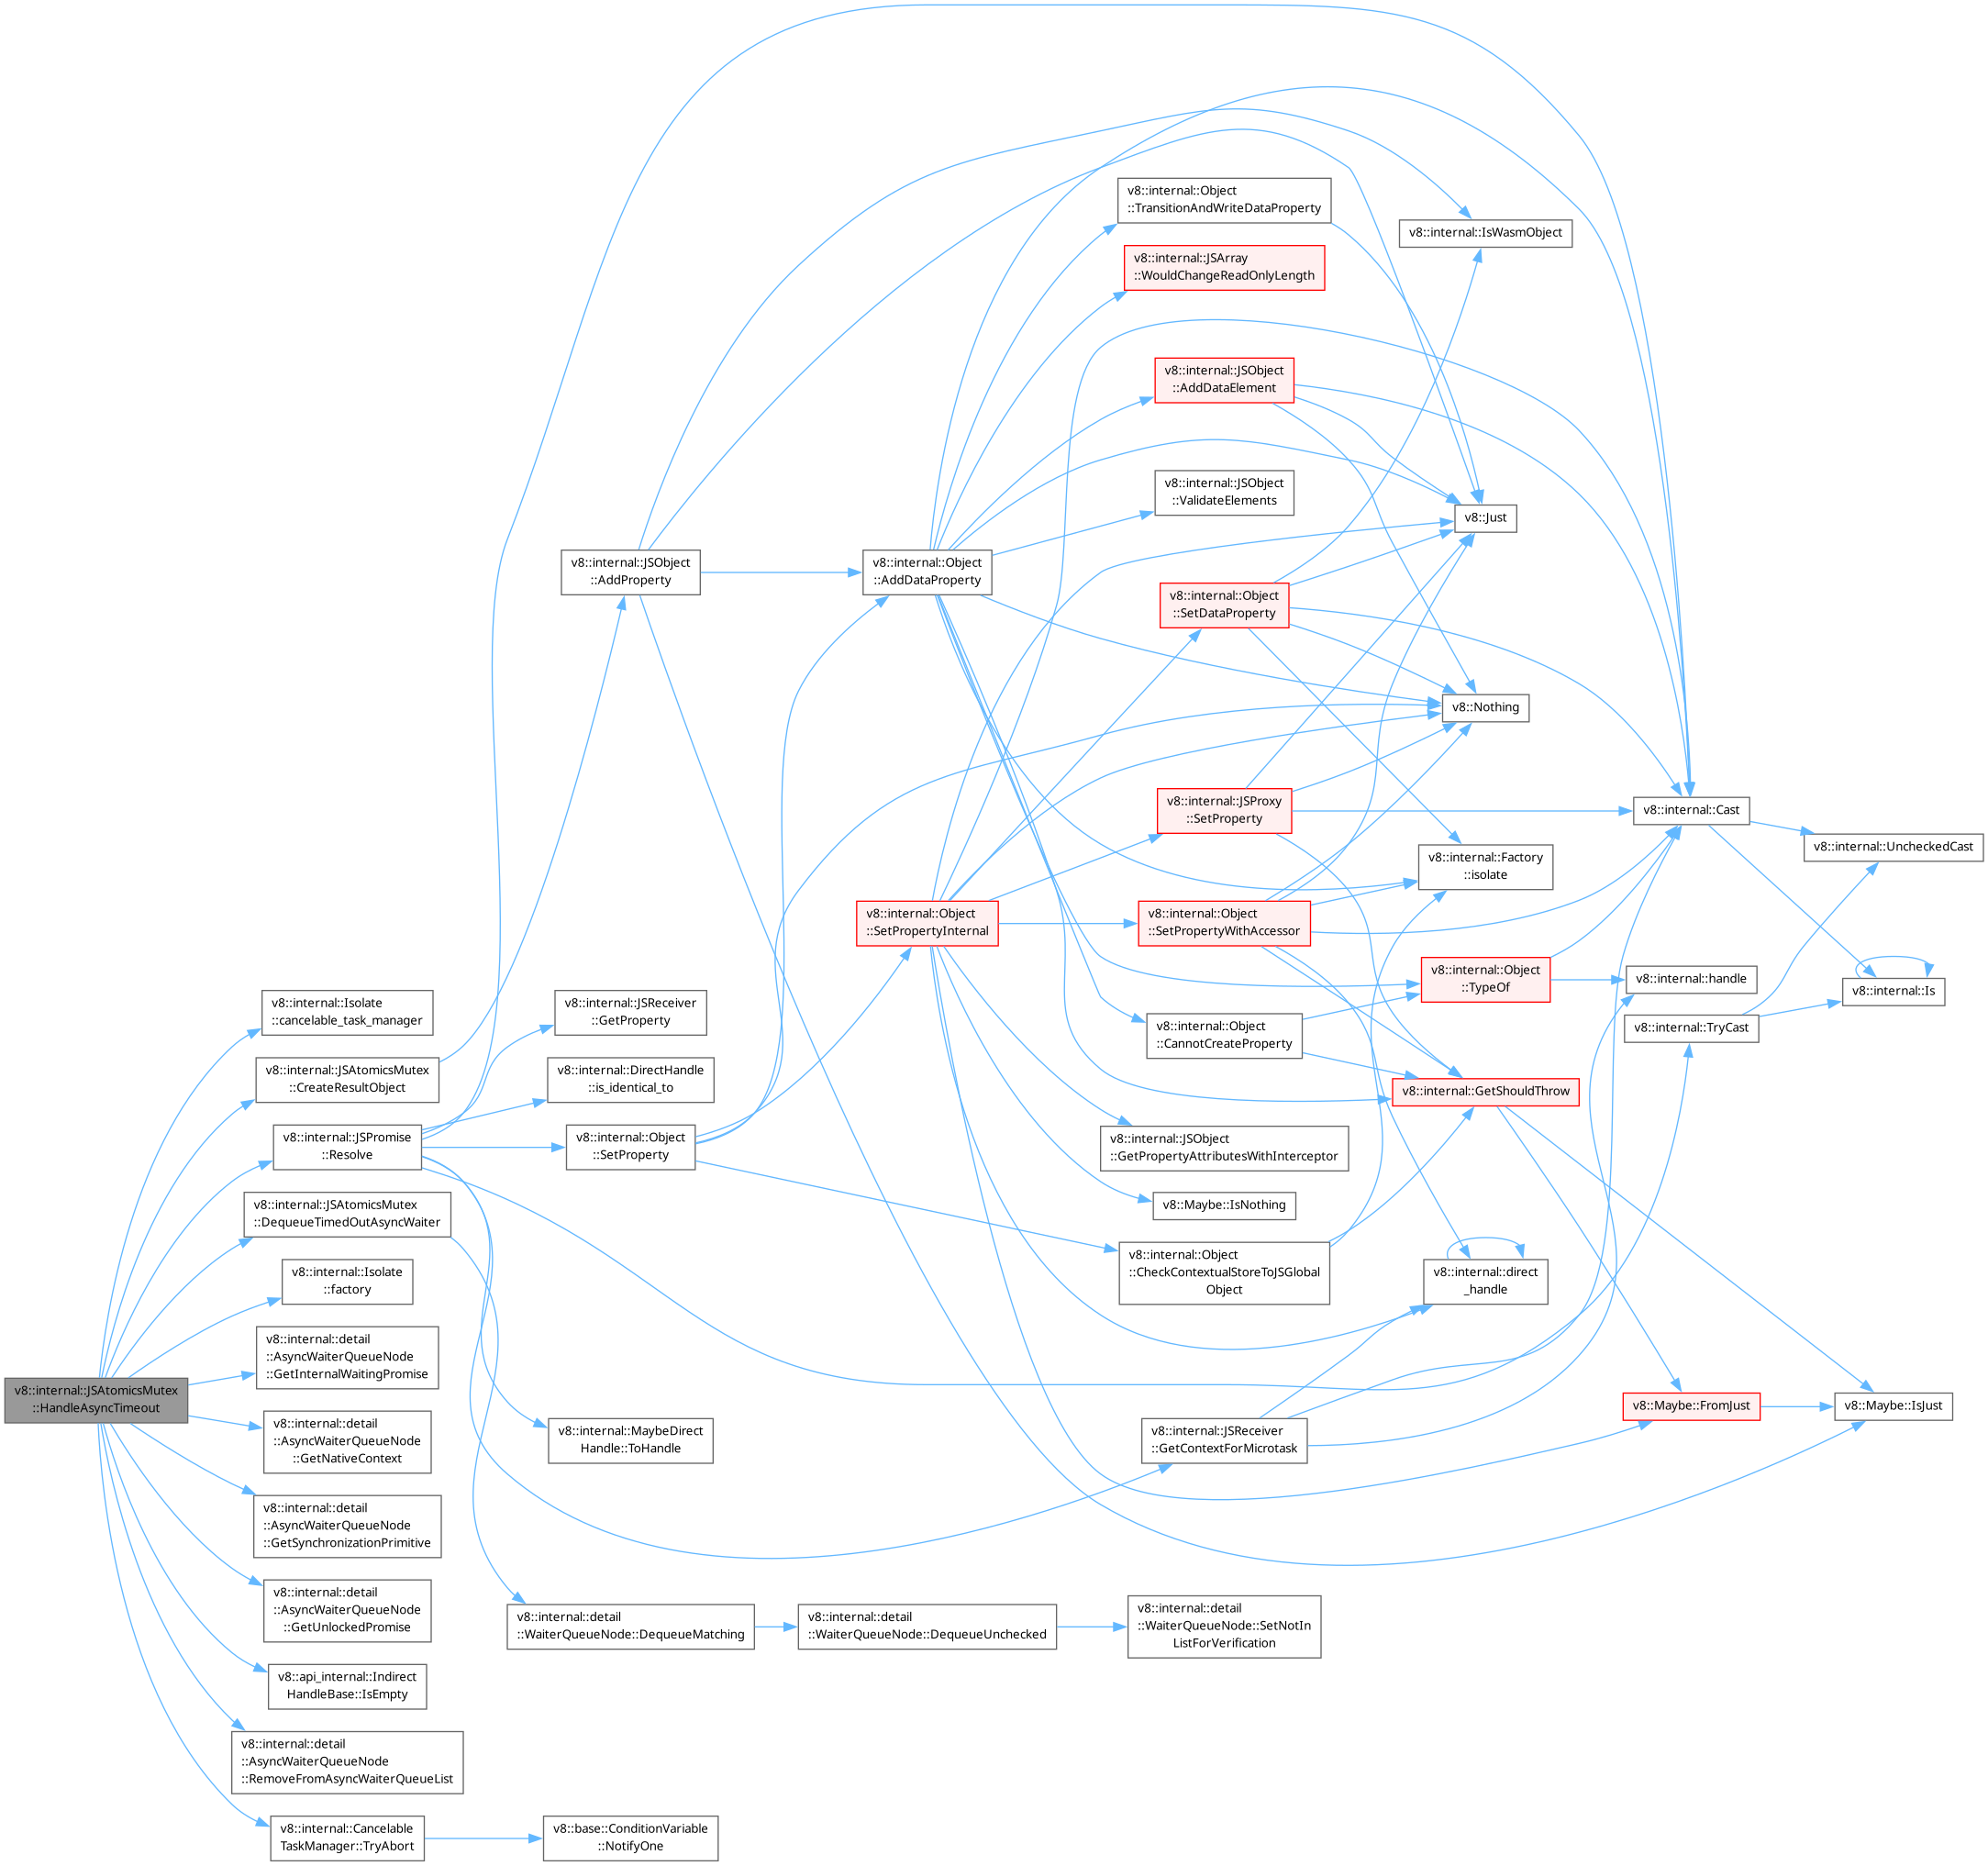 v8::internal::JSAtomicsMutex
::HandleAsyncTimeout
v8::internal::Isolate
::cancelable_task_manager
v8::internal::JSAtomicsMutex
::CreateResultObject
v8::internal::JSPromise
::Resolve
v8::internal::JSAtomicsMutex
::DequeueTimedOutAsyncWaiter
v8::internal::Isolate
::factory
v8::internal::detail
::AsyncWaiterQueueNode
::GetInternalWaitingPromise
v8::internal::detail
::AsyncWaiterQueueNode
::GetNativeContext
v8::internal::detail
::AsyncWaiterQueueNode
::GetSynchronizationPrimitive
v8::internal::detail
::AsyncWaiterQueueNode
::GetUnlockedPromise
v8::api_internal::Indirect
HandleBase::IsEmpty
v8::internal::detail
::AsyncWaiterQueueNode
::RemoveFromAsyncWaiterQueueList
v8::internal::Cancelable
TaskManager::TryAbort
v8::internal::JSObject
::AddProperty
v8::internal::JSReceiver
::GetProperty
v8::internal::DirectHandle
::is_identical_to
v8::internal::Object
::SetProperty
v8::internal::MaybeDirect
Handle::ToHandle
v8::internal::detail
::WaiterQueueNode::DequeueMatching
v8::base::ConditionVariable
::NotifyOne
v8::internal::Object
::AddDataProperty
v8::internal::Object
::SetPropertyInternal
v8::internal::detail
::WaiterQueueNode::DequeueUnchecked
v8::internal::Object
::TransitionAndWriteDataProperty
v8::internal::JSArray
::WouldChangeReadOnlyLength
v8::internal::JSObject
::AddDataElement
v8::internal::JSObject
::ValidateElements
v8::internal::Object
::SetDataProperty
v8::internal::JSProxy
::SetProperty
v8::internal::Object
::SetPropertyWithAccessor
v8::internal::Object
::CannotCreateProperty
v8::internal::JSObject
::GetPropertyAttributesWithInterceptor
v8::Maybe::IsNothing
v8::internal::Object
::CheckContextualStoreToJSGlobal
Object
v8::internal::JSReceiver
::GetContextForMicrotask
v8::internal::detail
::WaiterQueueNode::SetNotIn
ListForVerification
v8::internal::IsWasmObject
v8::Just
v8::Nothing
v8::internal::Factory
::isolate
v8::internal::Object
::TypeOf
v8::internal::GetShouldThrow
v8::internal::direct
_handle
v8::internal::Cast
v8::internal::handle
v8::internal::TryCast
v8::Maybe::FromJust
v8::internal::UncheckedCast
v8::internal::Is
v8::Maybe::IsJust